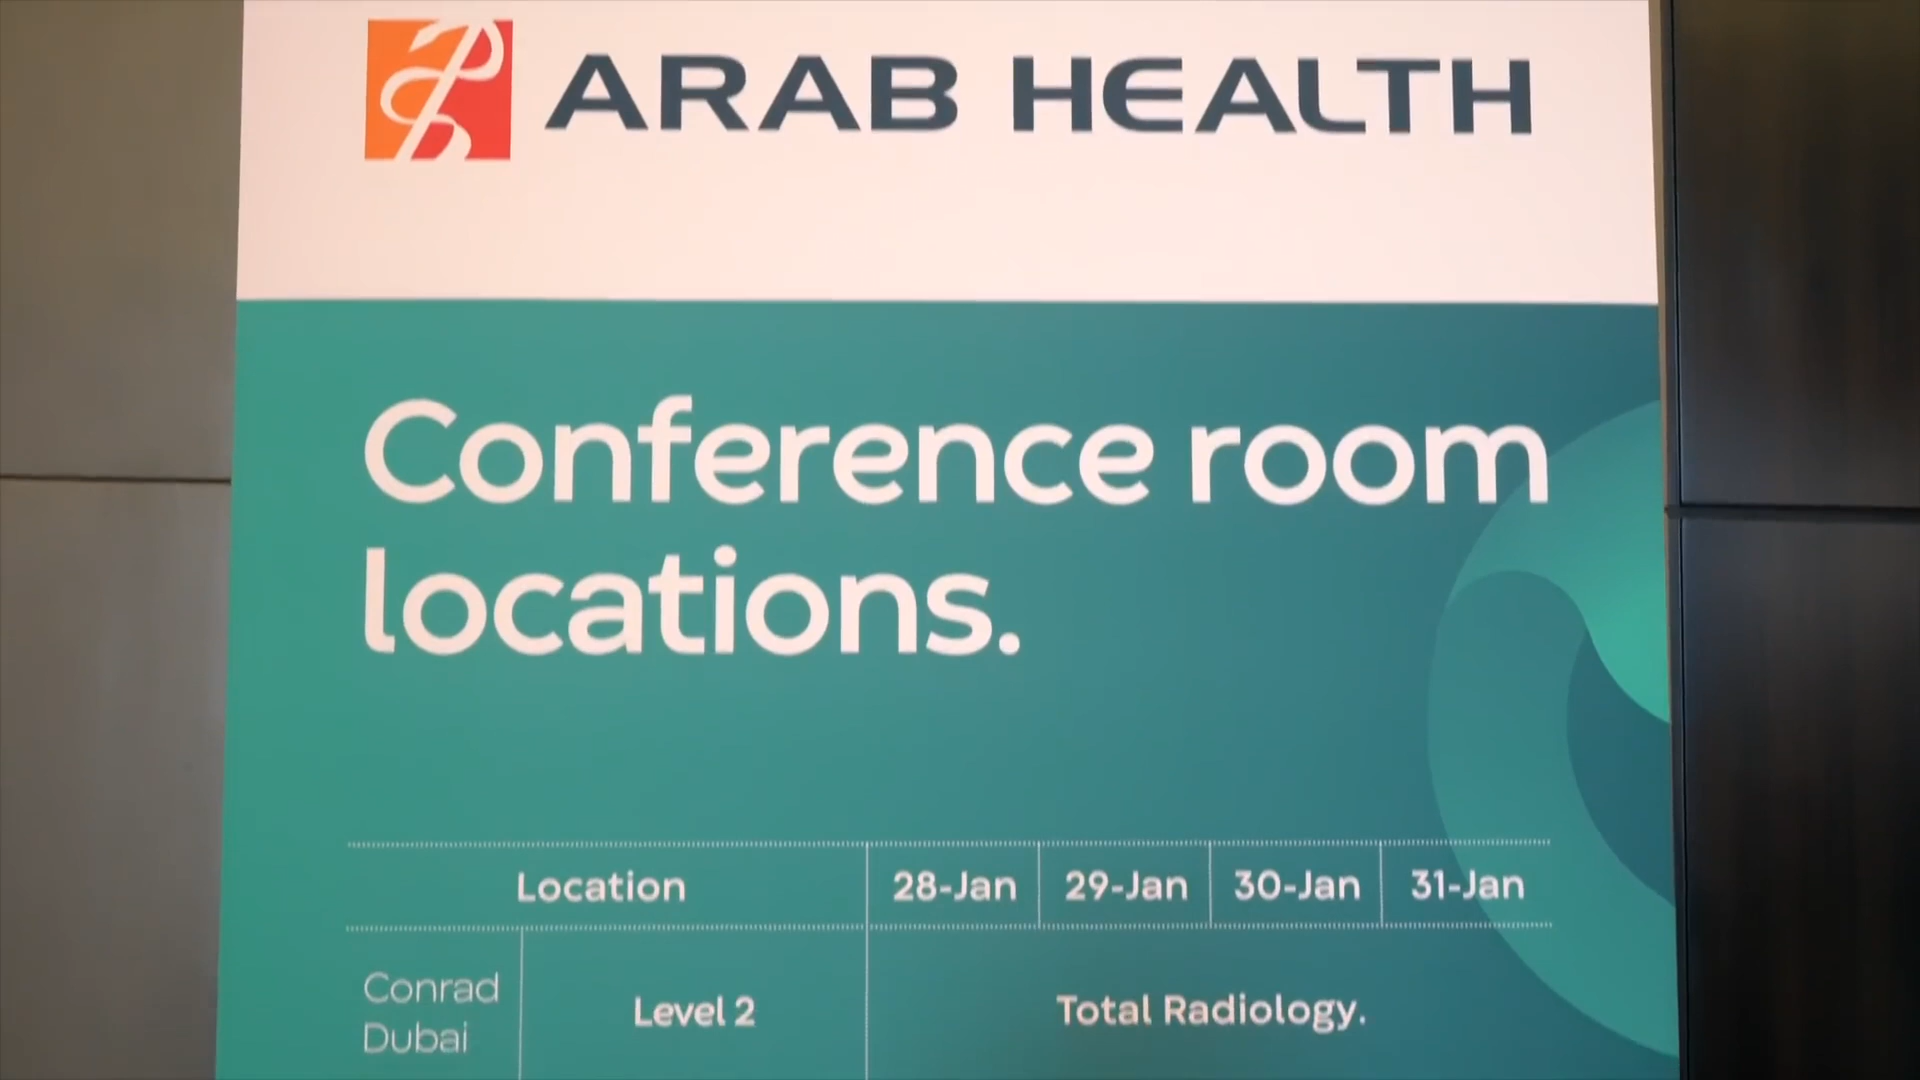 ARAB HEALTH
Conference room
locations.
Location 28-Jan 29-Jan 30-Jan 31-Jan
Conrad
Dubai
Level 2
Total Radiology.